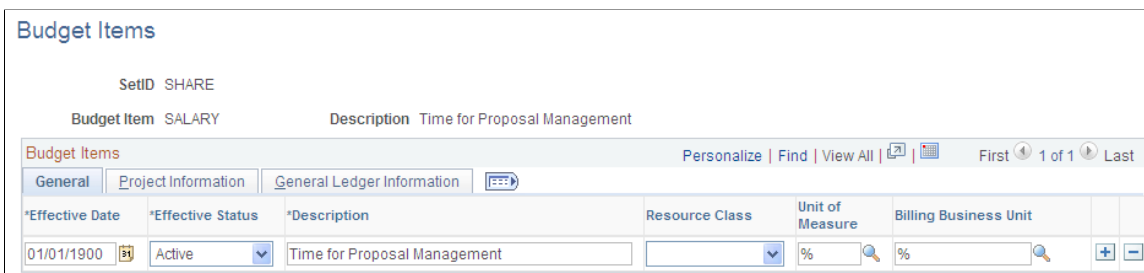 Budget Items
SetID SHARE
Budget Item SALARY Description Time for Proposal Management
Budget Items Personalize | Find | View All | | First 1 of 1 Last
General Project Information General Ledger Information
*Effective Date *Effective Status *Description Resource Class Unit of Measure Billing Business Unit
01/01/1900 31 Active Time for Proposal Management % % + -